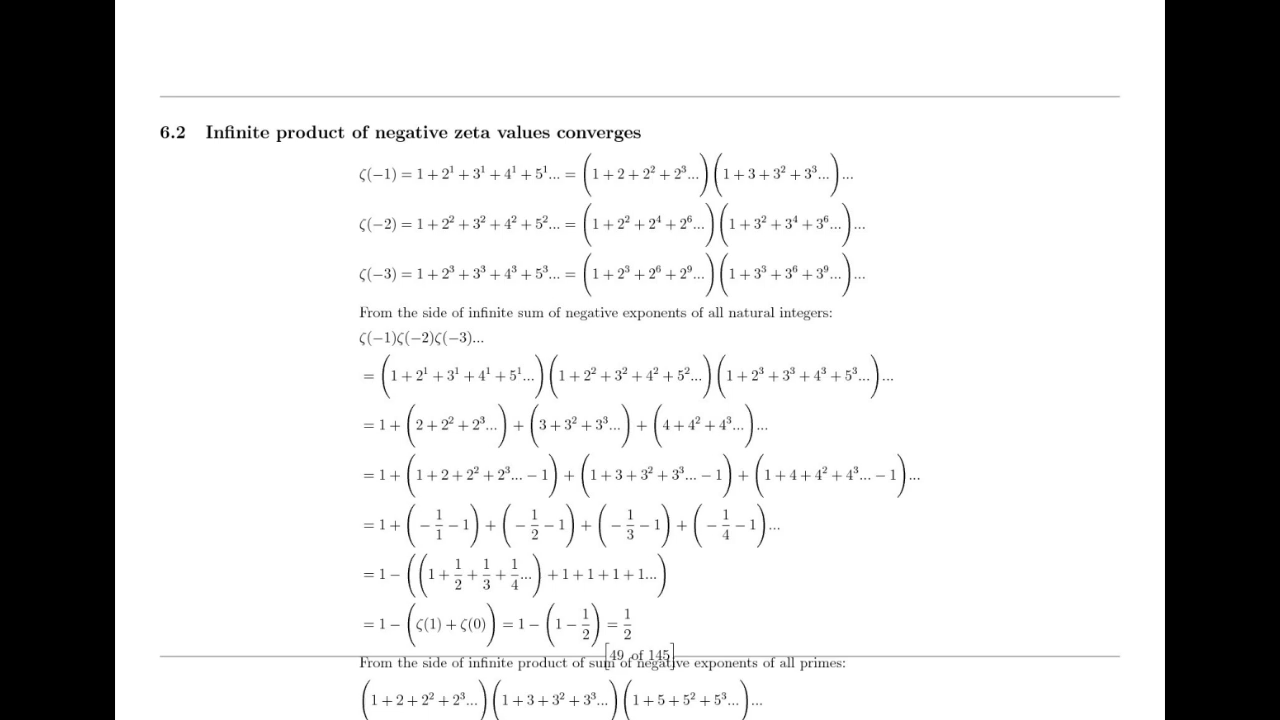 6.2 Infinite product of negative zeta values converges
ζ(−1) = 1 + 2¹ + 3¹ + 4¹ + 5¹... = (1 + 2 + 2² + 2³...)(1 + 3 + 3² + 3³...)...
ζ(−2) = 1 + 2² + 3² + 4² + 5²... = (1 + 2² + 2⁴ + 2⁶...)(1 + 3² + 3⁴ + 3⁶...)...
ζ(−3) = 1 + 2³ + 3³ + 4³ + 5³... = (1 + 2³ + 2⁶ + 2⁹...)(1 + 3³ + 3⁶ + 3⁹...)...
From the side of infinite sum of negative exponents of all natural integers:
ζ(−1)ζ(−2)ζ(−3)...
= (1 + 2¹ + 3¹ + 4¹ + 5¹...)(1 + 2² + 3² + 4² + 5²...)(1 + 2³ + 3³ + 4³ + 5³...)...
= 1 + (2 + 2² + 2³...) + (3 + 3² + 3³...) + (4 + 4² + 4³...)...
= 1 + (1 + 2 + 2² + 2³... − 1) + (1 + 3 + 3² + 3³... − 1) + (1 + 4 + 4² + 4³... − 1)...
= 1 + (−1/1 − 1) + (−1/2 − 1) + (−1/3 − 1) + (−1/4 − 1)...
= 1 − ((1 + 1/2 + 1/3 + 1/4...) + 1 + 1 + 1 + 1...)
= 1 − (ζ(1) + ζ(0)) = 1 − (1 − 1/2) = 1/2
[49 of 145]
From the side of infinite product of sum of negative exponents of all primes:
(1 + 2 + 2² + 2³...)(1 + 3 + 3² + 3³...)(1 + 5 + 5² + 5³...)...